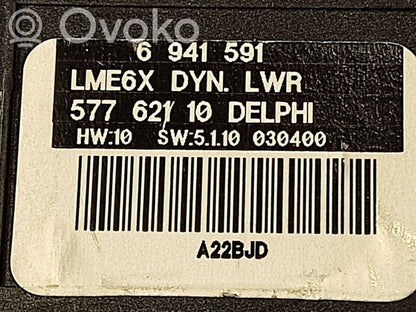 Ovoko
6 941 591
LME6X DYN. LWR
577 621 10 DELPHI
HW:10 SW:5.1.10 030400
A22BJD